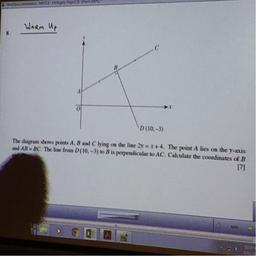 WARM UP
8
y
C
B
A
O
x
D (10, −3)
The diagram shows points A, B and C lying on the line 2y = x + 4. The point A lies on the y-axis
and AB = BC. The line from D (10, −3) to B is perpendicular to AC. Calculate the coordinates of B
[7]